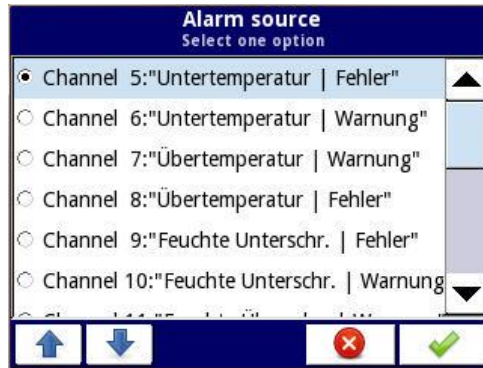 Alarm source
Select one option
Channel 5:"Untertemperatur | Fehler"
Channel 6:"Untertemperatur | Warnung"
Channel 7:"Übertemperatur | Warnung"
Channel 8:"Übertemperatur | Fehler"
Channel 9:"Feuchte Unterschr. | Fehler"
Channel 10:"Feuchte Unterschr. | Warnung